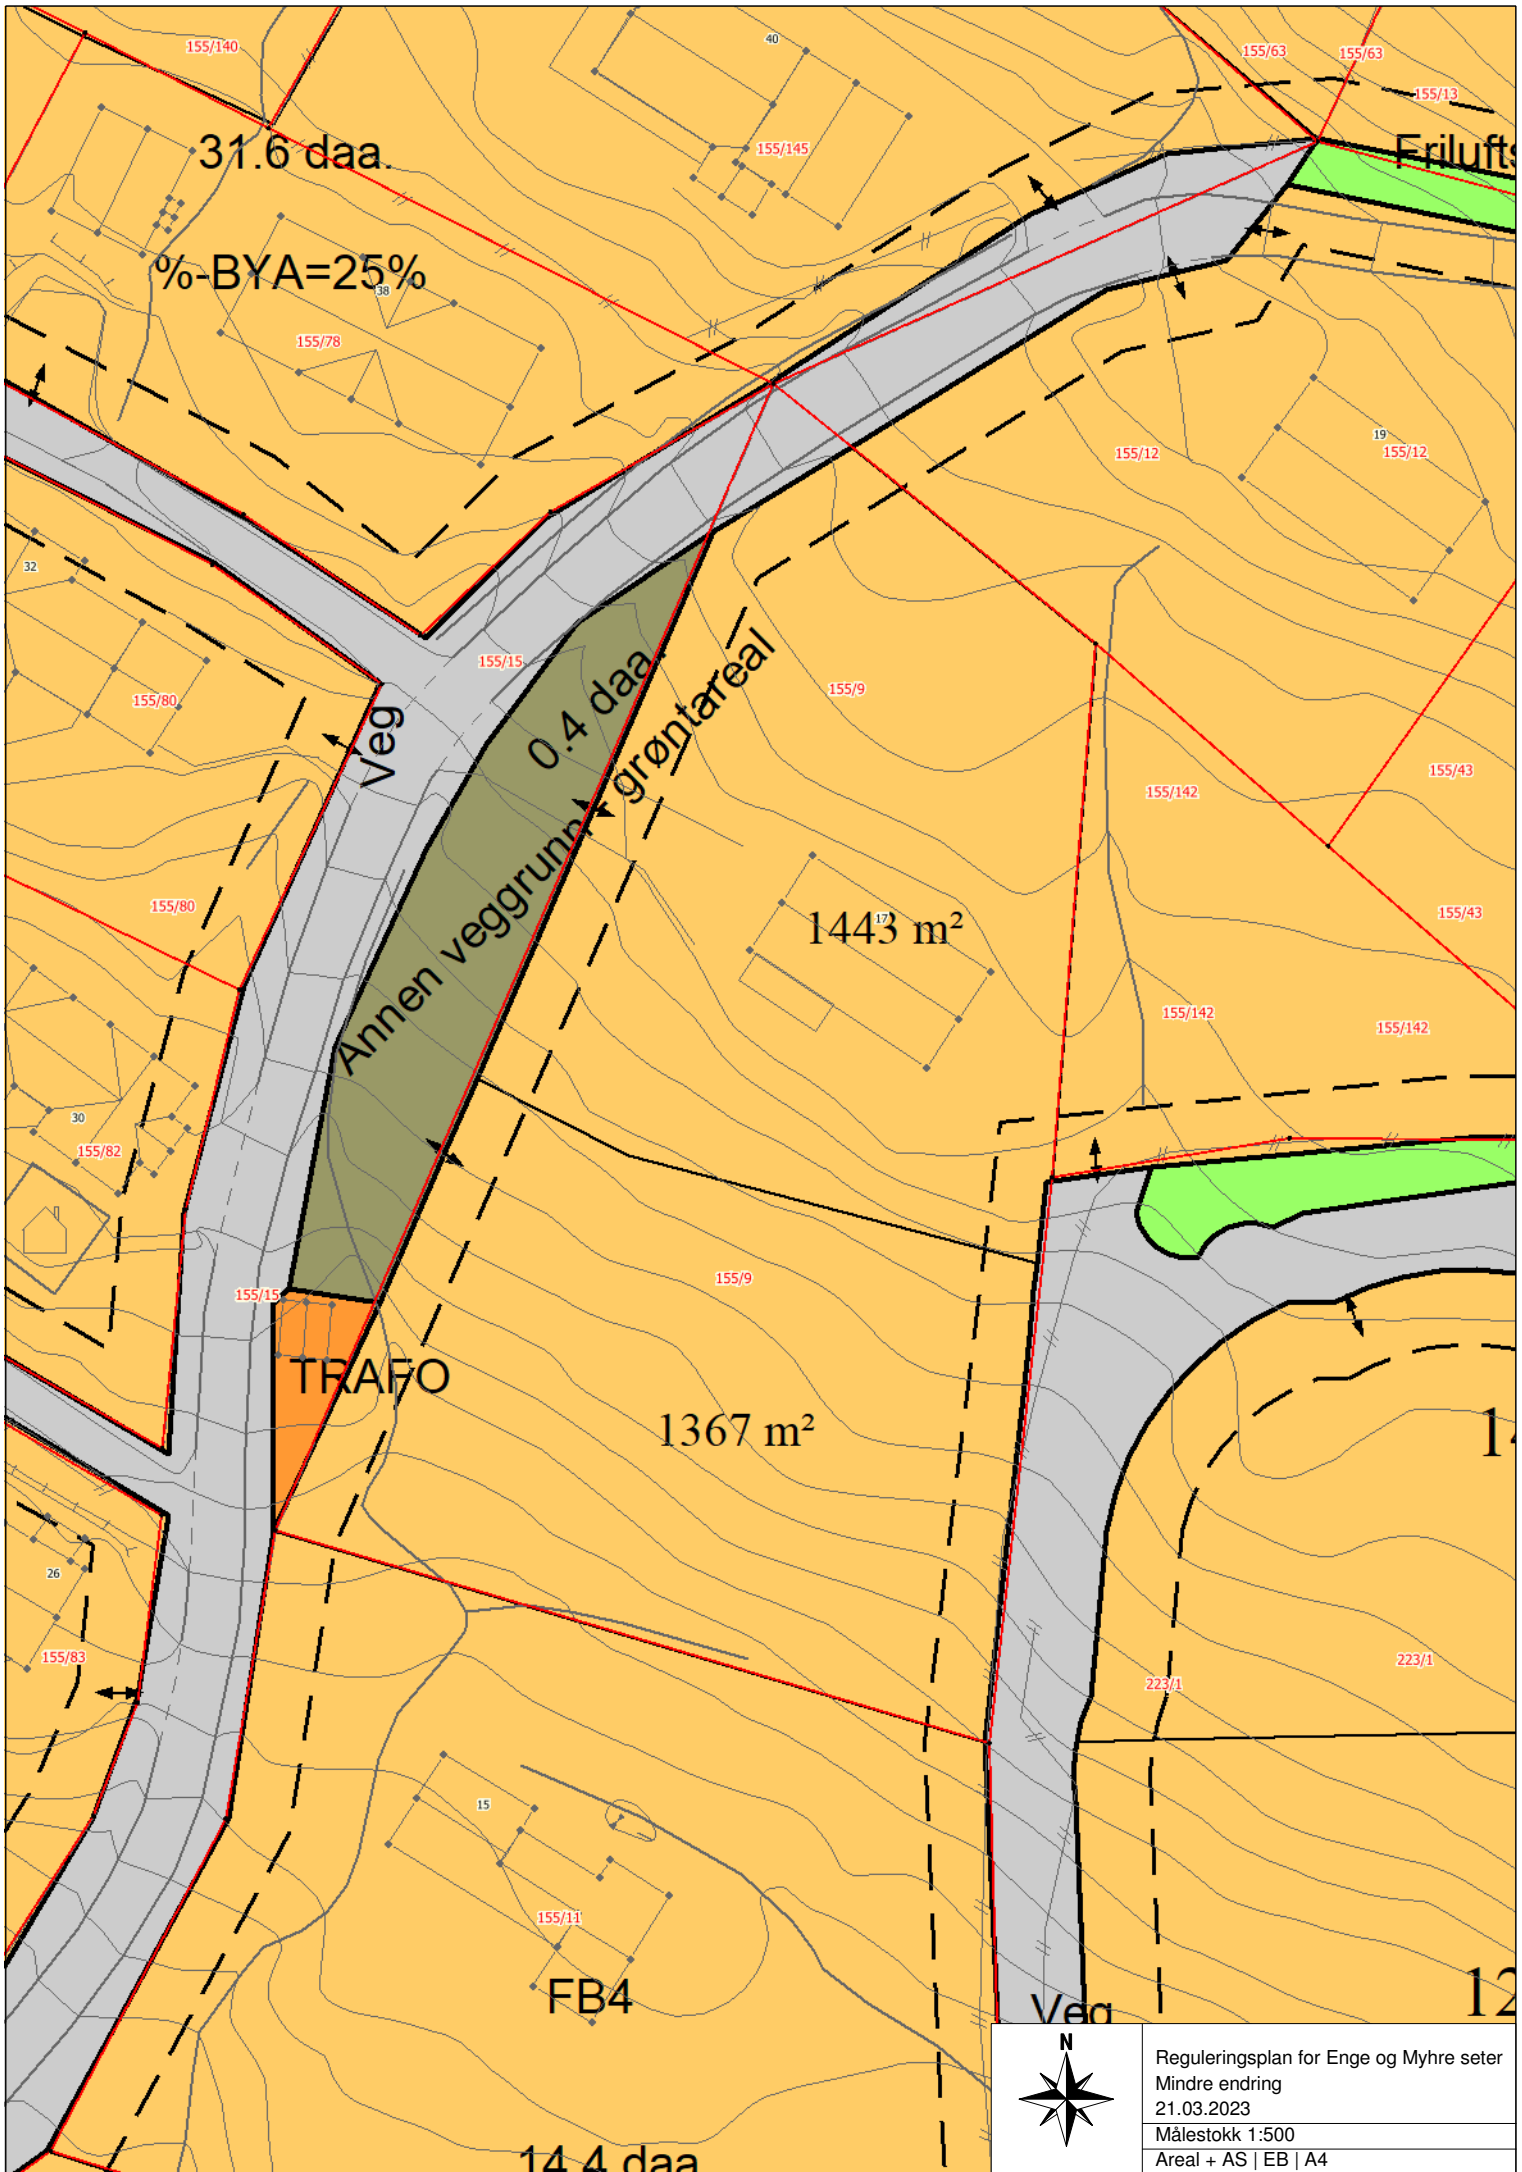 155/140
40
155/63
155/63
155/13
31.6 daa.
155/145
Frilufts
%-BYA=25%
38
155/78
19
155/12
155/12
32
155/15
155/80
155/9
0.4 daa
Veg
Annen veggrunn - grøntareal
155/43
155/142
155/80
17
1443 m²
155/43
155/142
155/142
30
155/82
155/9
155/15
TRAFO
1367 m²
14
26
155/83
223/1
223/1
15
155/11
FB4
12
Veg
14.4 daa
N
Reguleringsplan for Enge og Myhre seter
Mindre endring
21.03.2023
Målestokk 1:500
Areal + AS | EB | A4